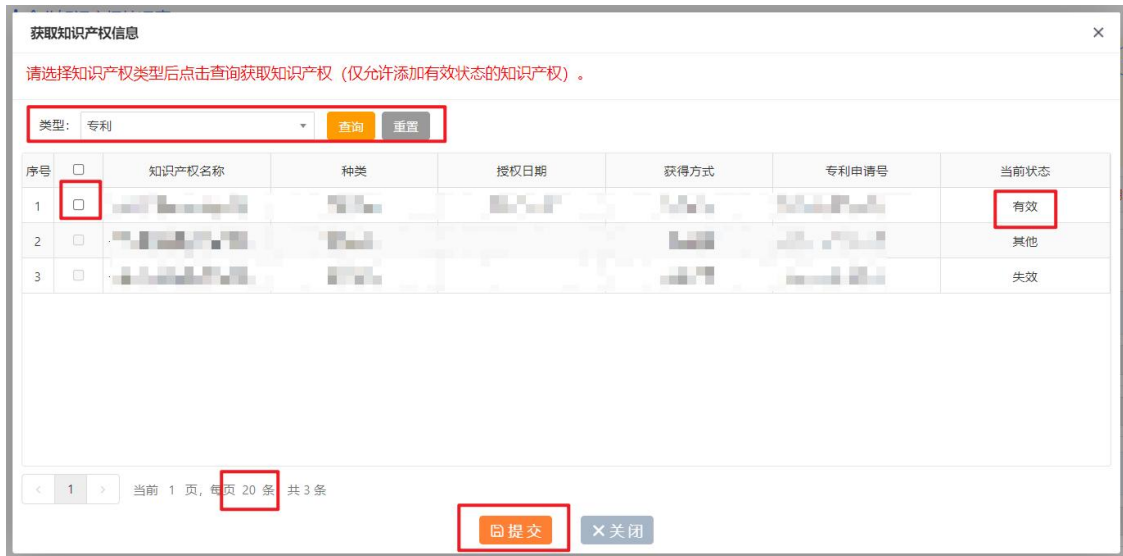 获取知识产权信息 ×
请选择知识产权类型后点击查询获取知识产权（仅允许添加有效状态的知识产权）。
类型： 专利 查询 重置
序号 知识产权名称 种类 授权日期 获得方式 专利申请号 当前状态
1 有效
2 其他
3 失效
< 1 > 当前 1 页, 每页 20 条 共 3 条
提交 ×关闭